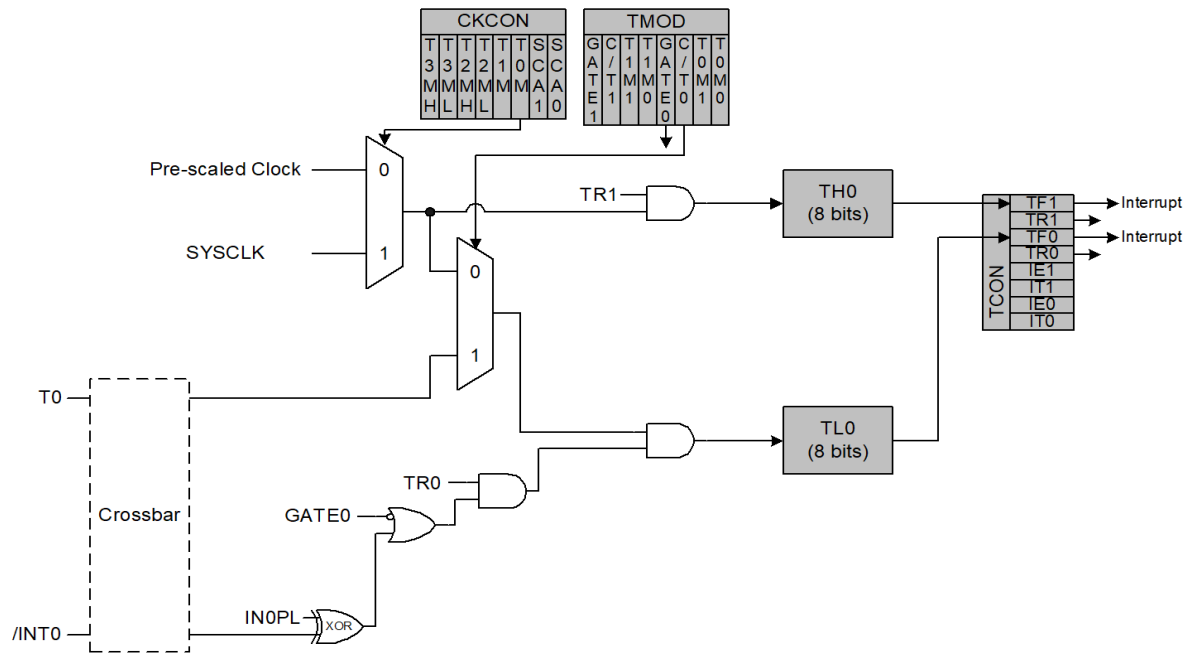 CKCON
T3MH
T3ML
T2MH
T2ML
T1M
T0M
SCA1
SCA0
TMOD
GATE1
C/T1
T1M1
T1M0
GATE0
C/T0
T0M1
T0M0
Pre-scaled Clock
0
SYSCLK
1
TR1
TH0
(8 bits)
TCON
TF1
TR1
TF0
TR0
IE1
IT1
IE0
IT0
Interrupt
Interrupt
0
1
T0
Crossbar
/INT0
TL0
(8 bits)
TR0
GATE0
IN0PL
XOR